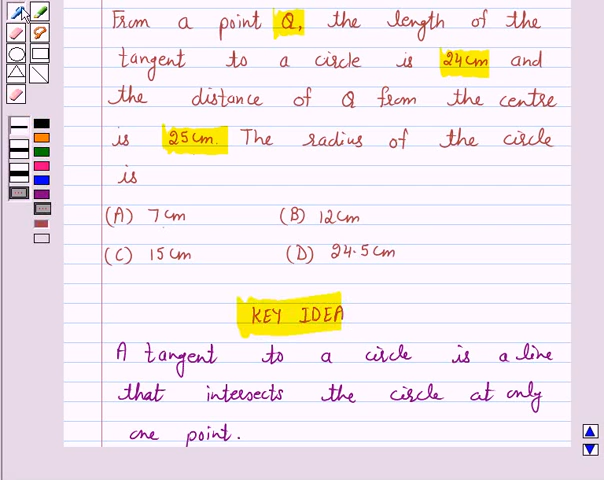 From a point Q, the length of the
tangent to a circle is 24cm and
the distance of Q from the centre
is 25cm. The radius of the circle
is
(A) 7cm (B) 12cm
(C) 15cm (D) 24.5cm
KEY IDEA
A tangent to a circle is a line
that intersects the circle at only
one point.